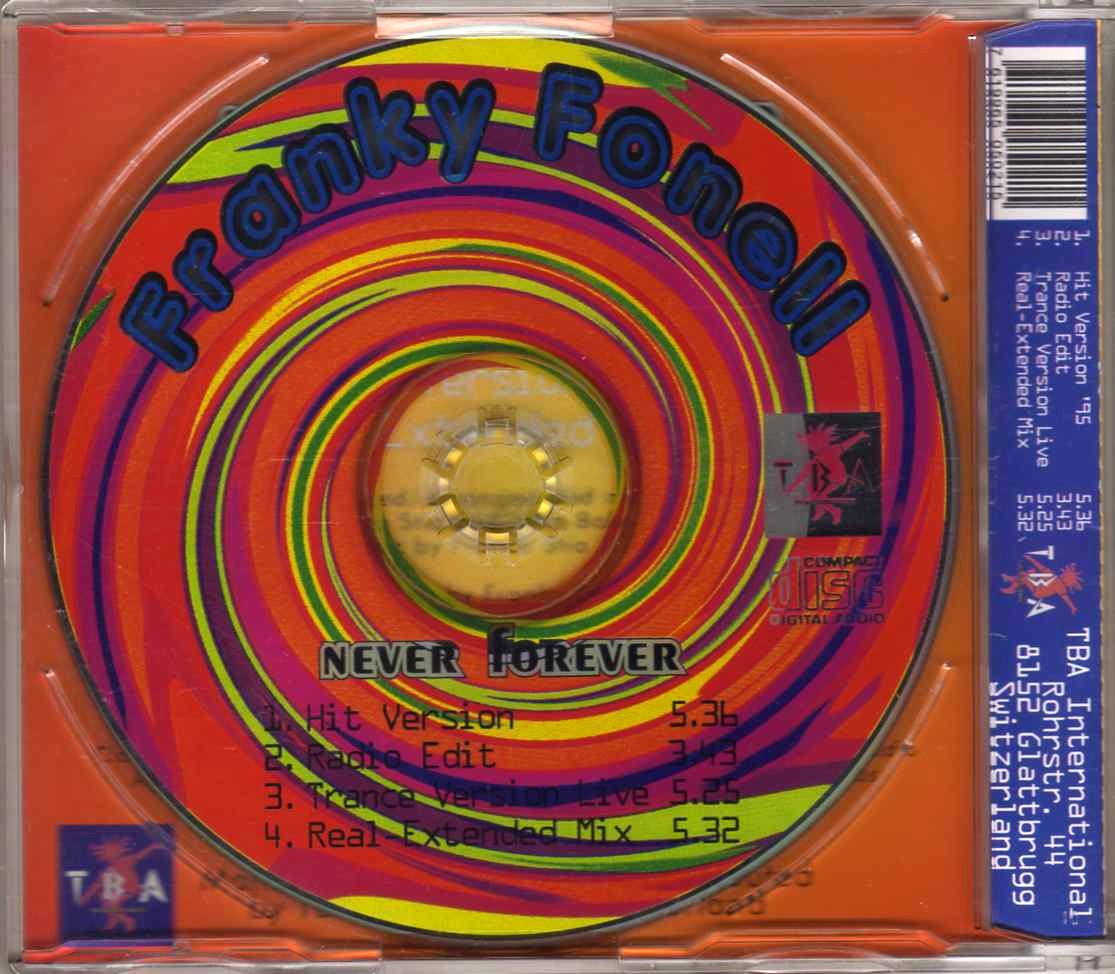 Franky Fonell
TBA
COMPACT
disc
DIGITAL AUDIO
NEVER FOREVER
1. Hit Version 5.36
2. Radio Edit 3.43
3. Trance Version Live 5.25
4. Real-Extended Mix 5.32
TBA
1. Hit Version '95 5.36
2. Radio Edit 3.43
3. Trance Version Live 5.25
4. Real-Extended Mix 5.32
TBA
TBA International
Rohrstr. 44
8152 Glattbrugg
Switzerland